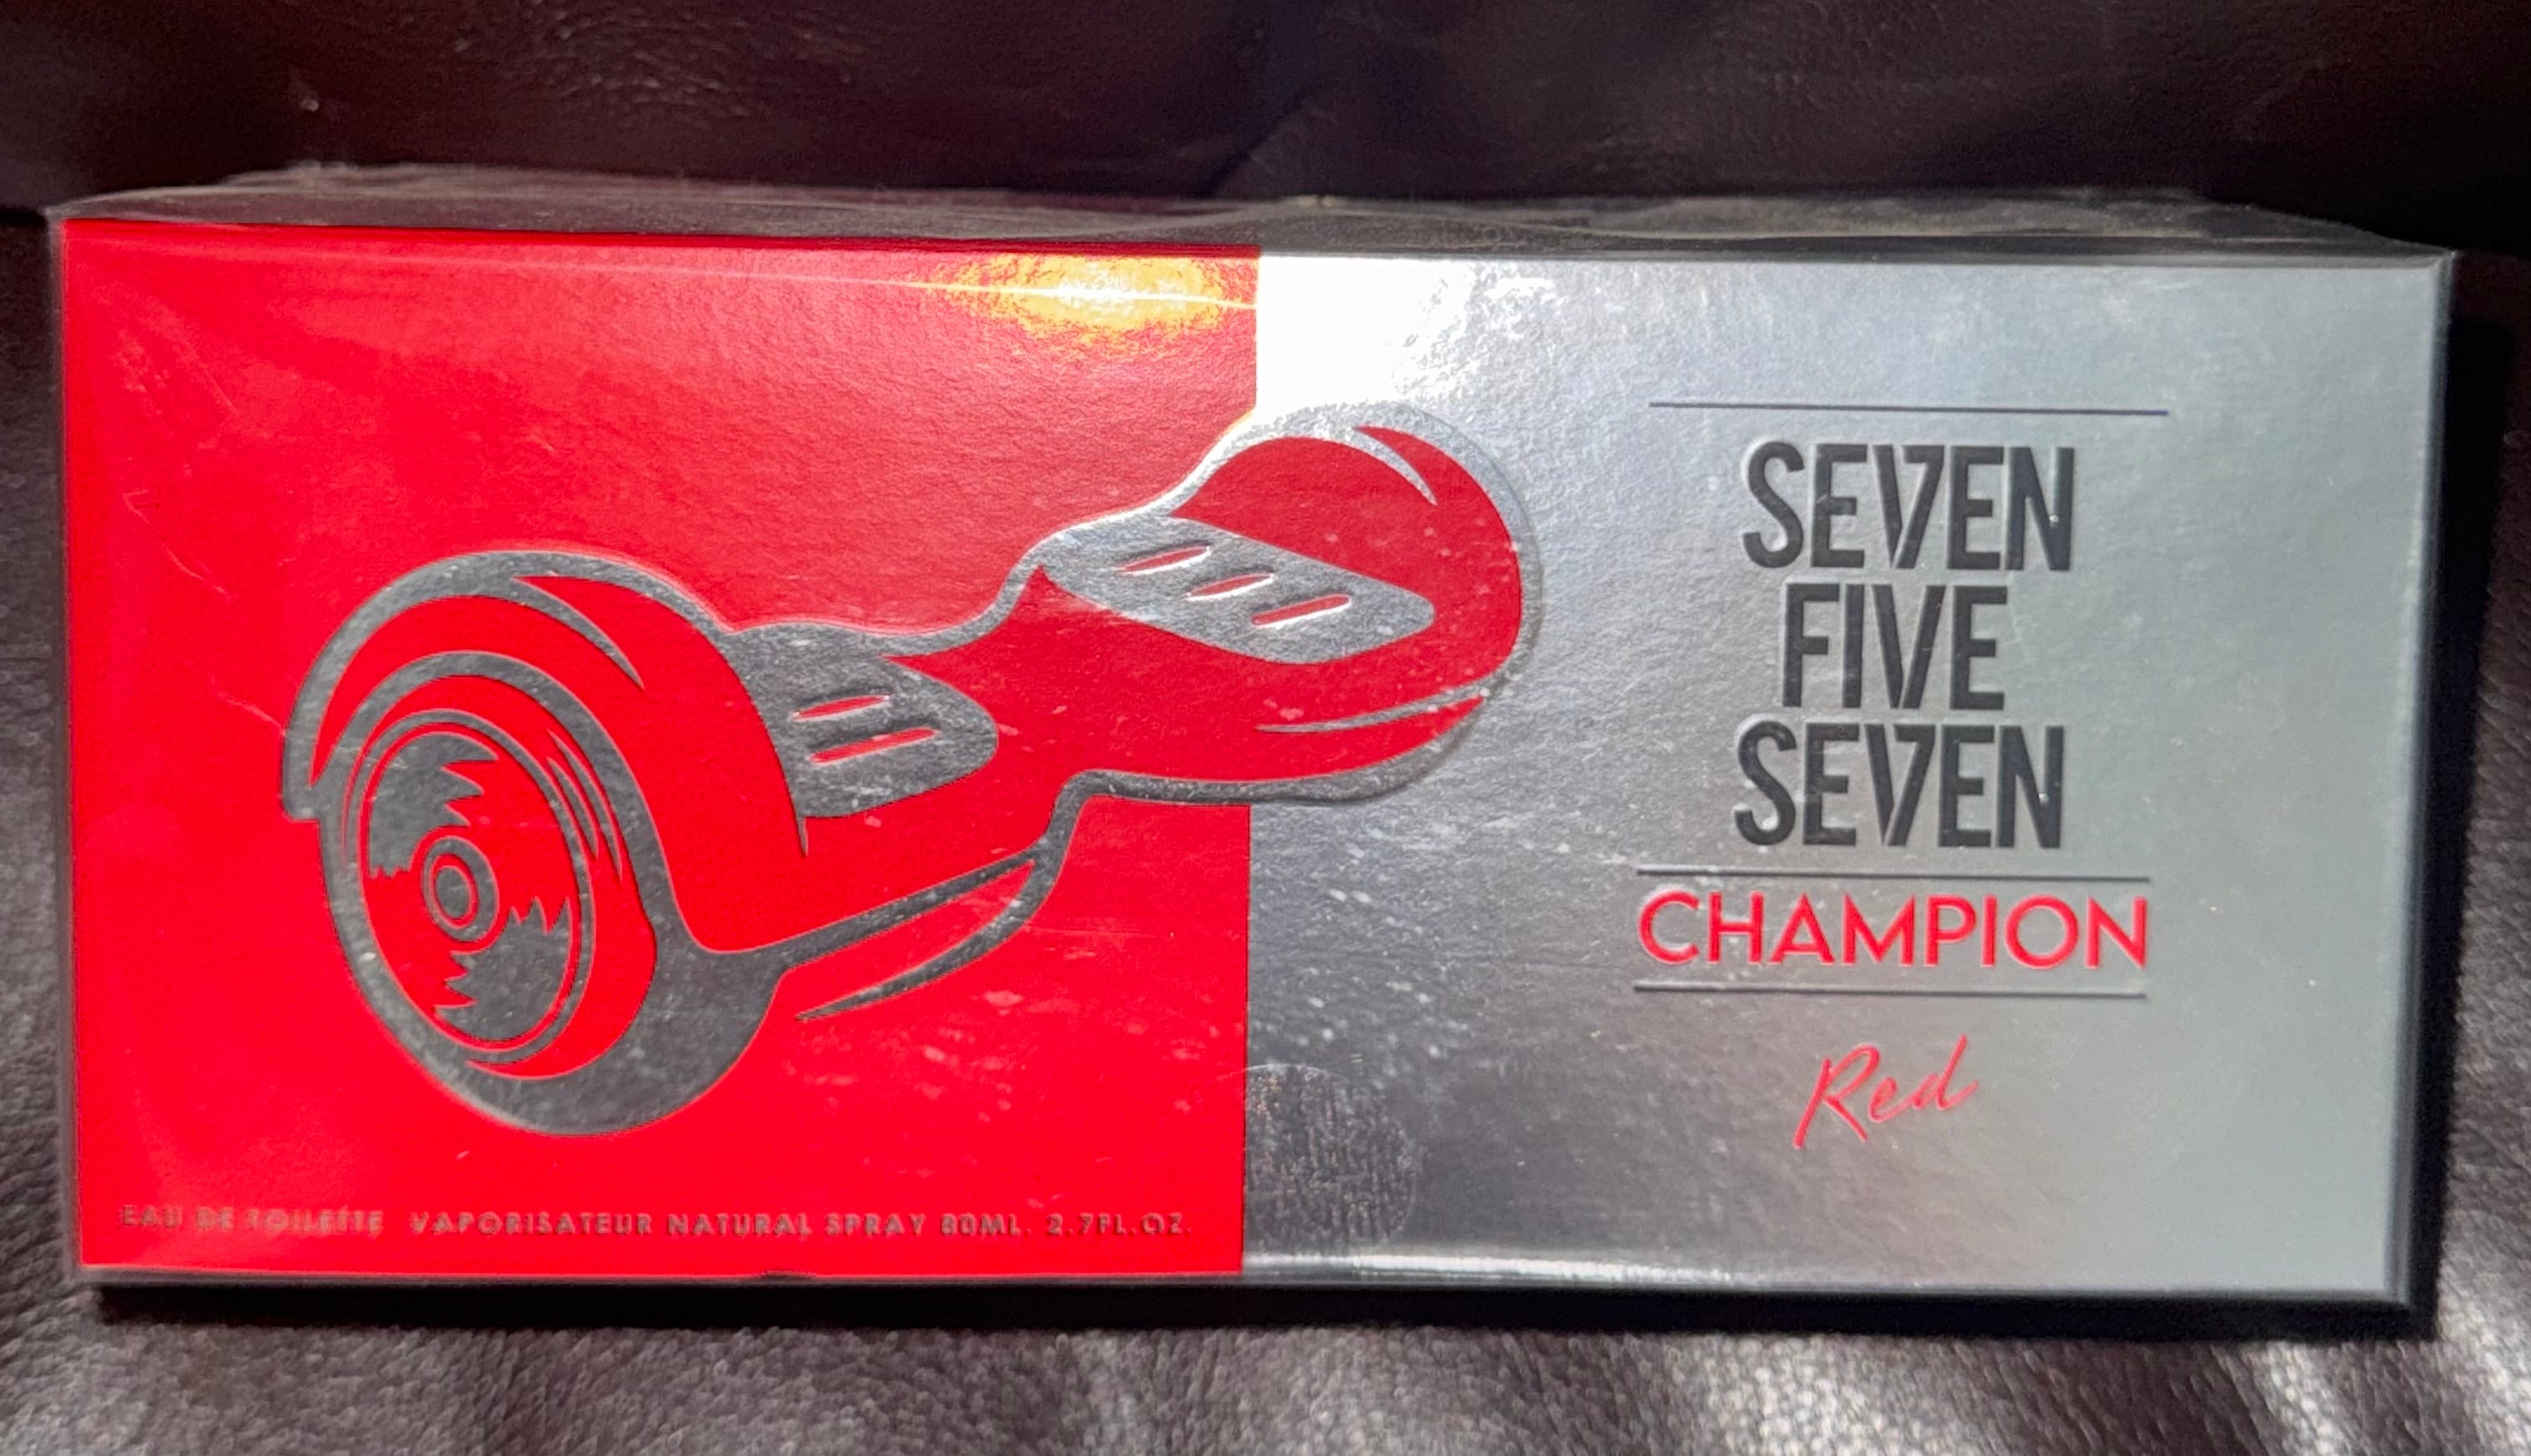 SEVEN
FIVE
SEVEN
CHAMPION
Red
EAU DE TOILETTE VAPORISATEUR NATURAL SPRAY 80ML. 2.7FL.OZ.